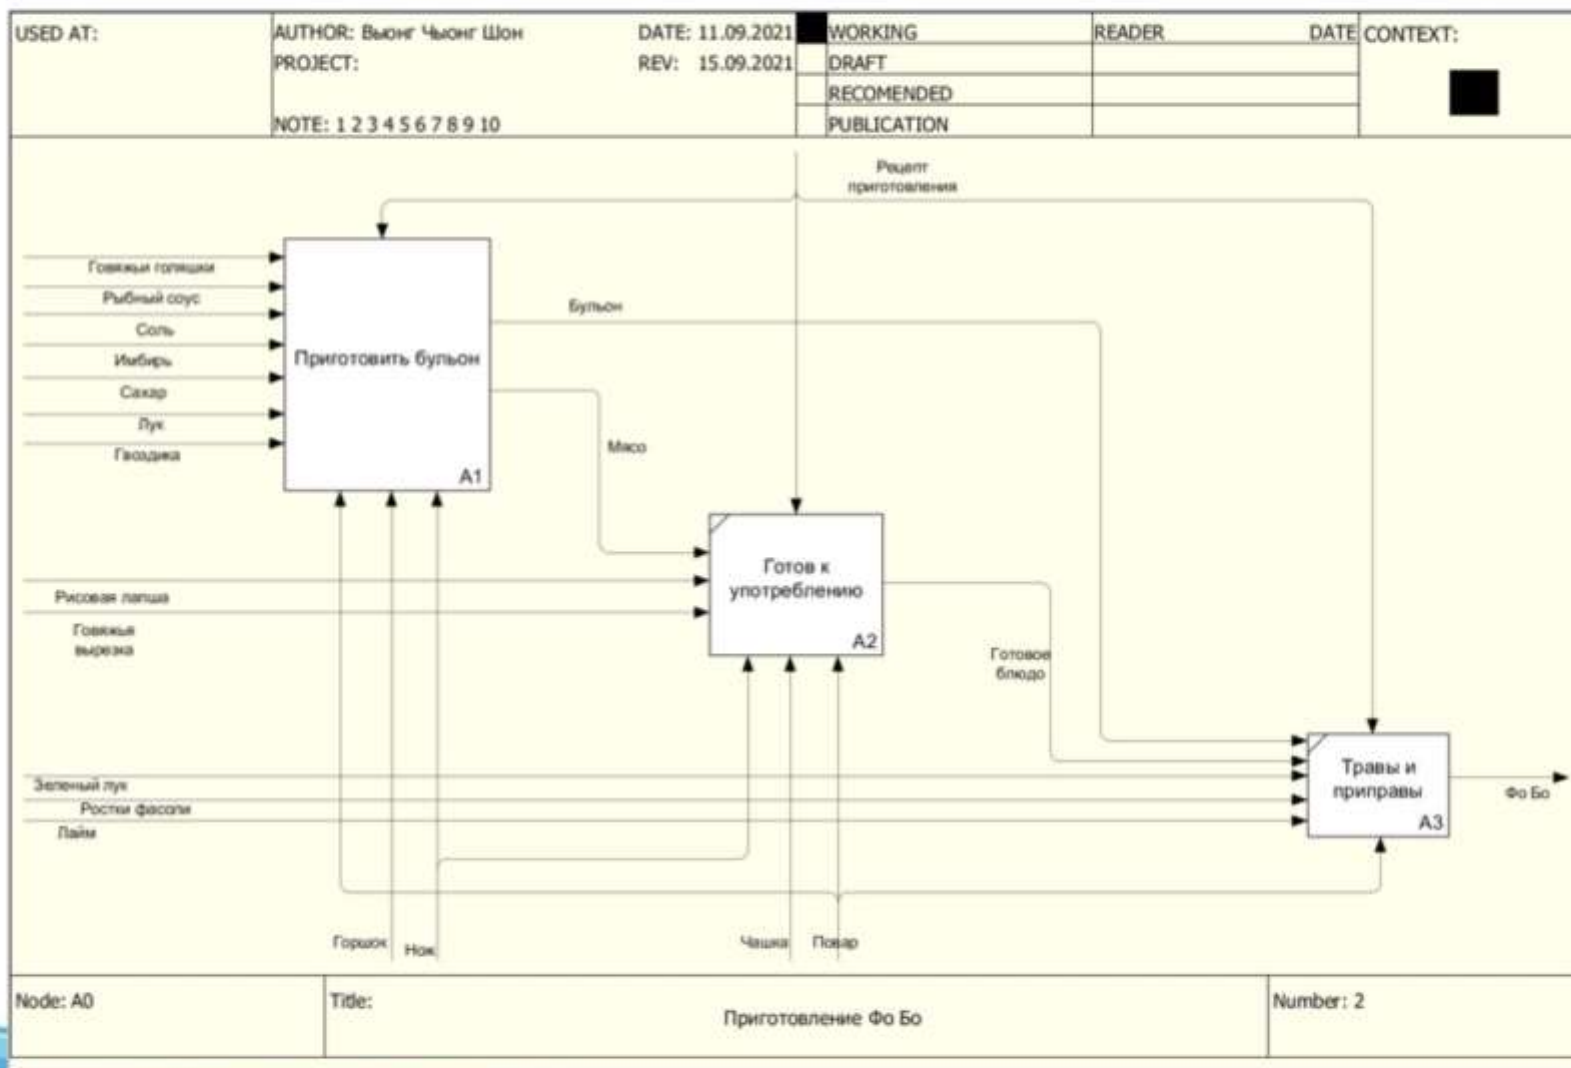 USED AT:
AUTHOR: Выонг Чыонг Шон
DATE: 11.09.2021
WORKING
READER
DATE
CONTEXT:
PROJECT:
REV: 15.09.2021
DRAFT
RECOMENDED
NOTE: 1 2 3 4 5 6 7 8 9 10
PUBLICATION
Рецепт
приготовления
Говяжьи голяшки
Рыбный соус
Соль
Имбирь
Сахар
Лук
Гвоздика
Приготовить бульон
A1
Бульон
Мясо
Готов к
употреблению
A2
Рисовая лапша
Говяжья
вырезка
Готовое
блюдо
Травы и
приправы
A3
Фо Бо
Зеленый лук
Ростки фасоли
Лайм
Горшок
Нож
Чашка
Повар
Node: A0
Title:
Приготовление Фо Бо
Number: 2